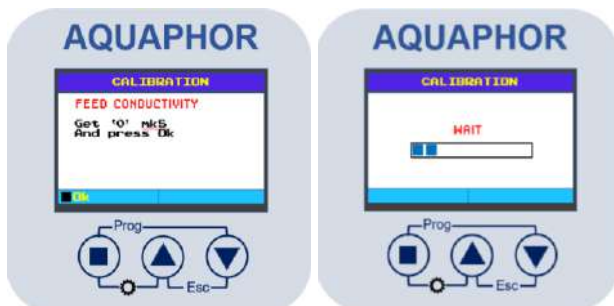 AQUAPHOR
CALIBRATION
FEED CONDUCTIVITY
Get '0' mkS
And press Ok
Ok
Prog
Esc
AQUAPHOR
CALIBRATION
WAIT
Prog
Esc